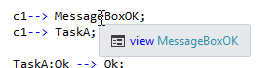 c1--> MessageBoxOK;
c1--> TaskA;
view MessageBoxOK
TaskA:Ok --> Ok: